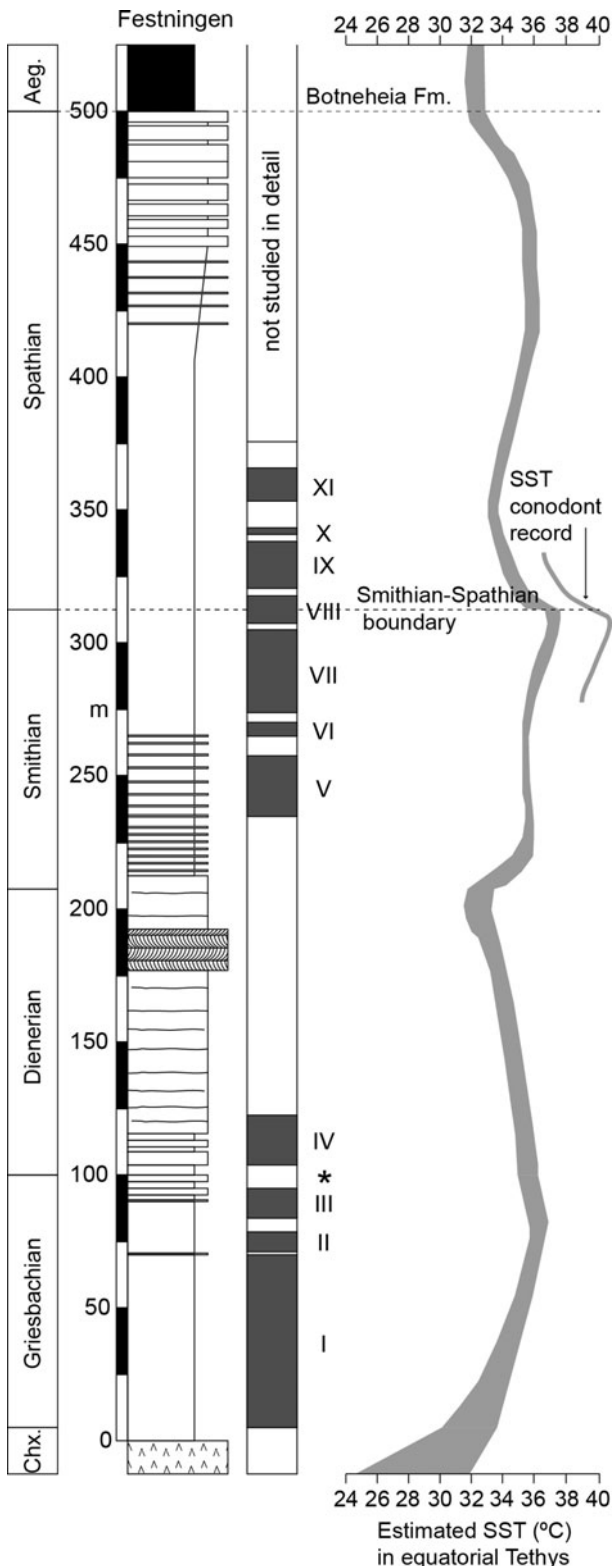 Festningen
24 26 28 30 32 34 36 38 40
Aeg.
500
Botneheia Fm.
not studied in detail
450
Spathian
400
XI
SST
conodont
record
350
X
IX
Smithian-Spathian
boundary
VIII
300
m
VII
VI
Smithian
250
V
200
Dienerian
150
IV
100
*
III
II
Griesbachian
50
I
0
Chx.
24 26 28 30 32 34 36 38 40
Estimated SST (ºC)
in equatorial Tethys